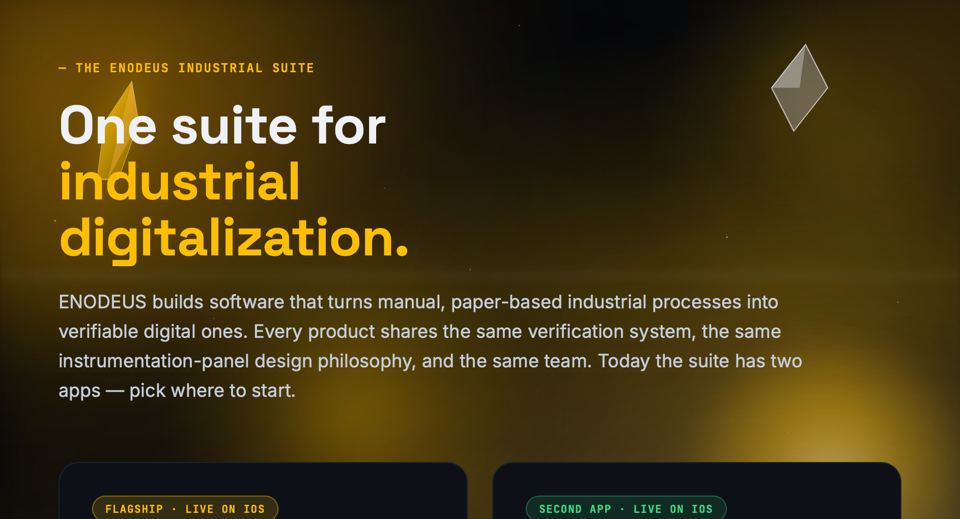 — THE ENODEUS INDUSTRIAL SUITE
One suite for
industrial
digitalization.
ENODEUS builds software that turns manual, paper-based industrial processes into
verifiable digital ones. Every product shares the same verification system, the same
instrumentation-panel design philosophy, and the same team. Today the suite has two
apps — pick where to start.
FLAGSHIP · LIVE ON IOS
SECOND APP · LIVE ON IOS